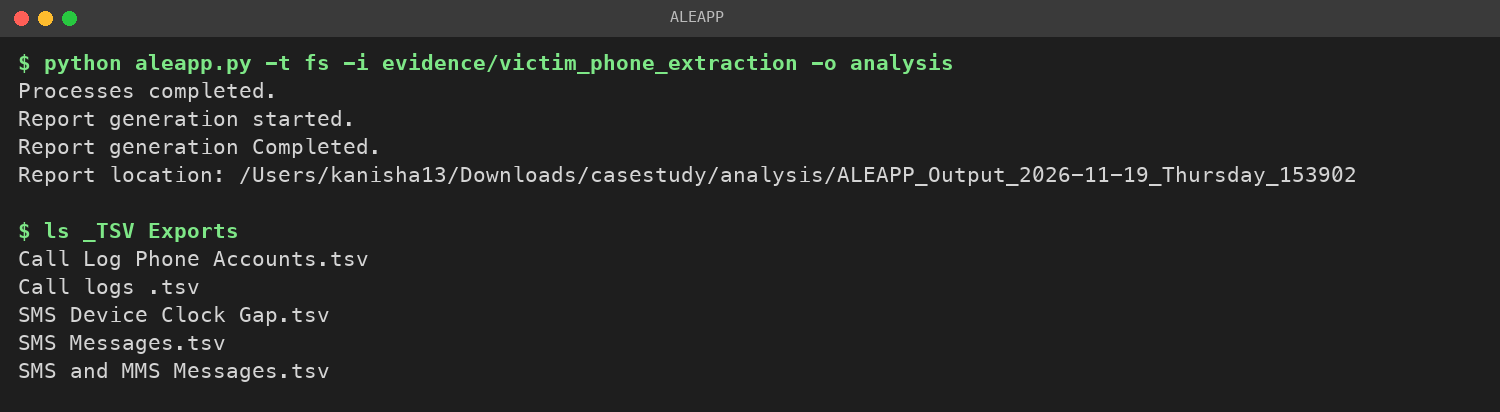 ALEAPP
$ python aleapp.py -t fs -i evidence/victim_phone_extraction -o analysis
Processes completed.
Report generation started.
Report generation Completed.
Report location: /Users/kanisha13/Downloads/casestudy/analysis/ALEAPP_Output_2026-11-19_Thursday_153902
$ ls _TSV Exports
Call Log Phone Accounts.tsv
Call logs .tsv
SMS Device Clock Gap.tsv
SMS Messages.tsv
SMS and MMS Messages.tsv